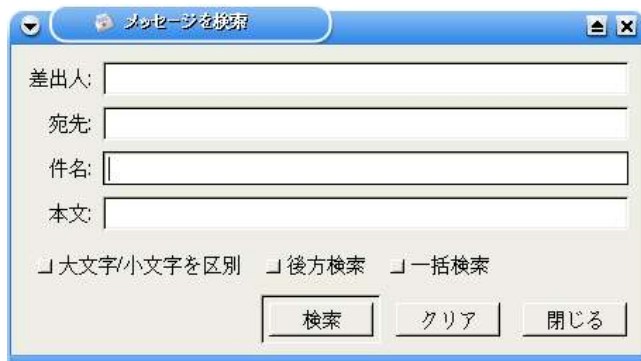 メッセージを検索
差出人:
宛先:
件名:
本文:
大文字/小文字を区別 後方検索 一括検索
検索 クリア 閉じる